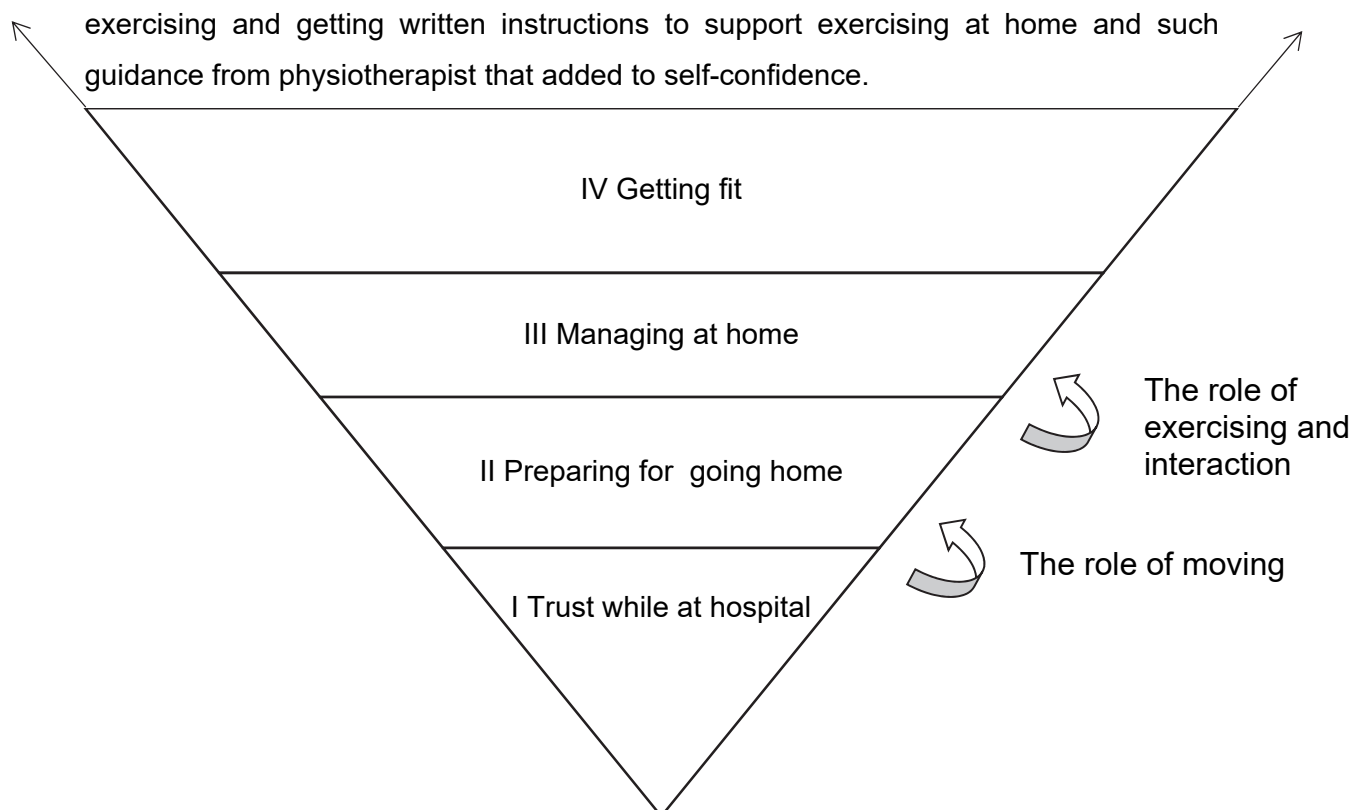 exercising and getting written instructions to support exercising at home and such
guidance from physiotherapist that added to self-confidence.
IV Getting fit
III Managing at home
The role of
exercising and
interaction
II Preparing for  going home
The role of moving
I Trust while at hospital